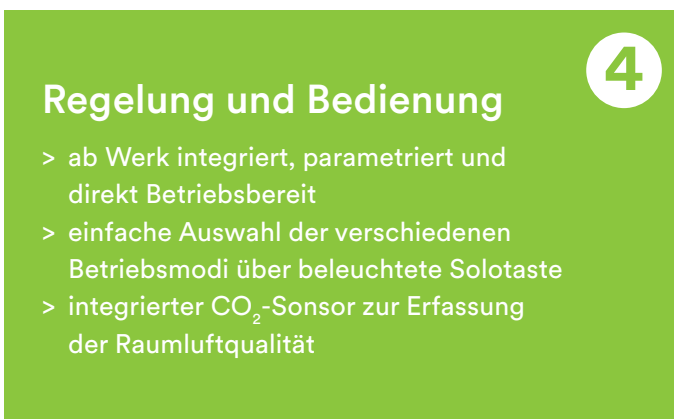 4
Regelung und Bedienung
> ab Werk integriert, parametriert und
direkt Betriebsbereit
> einfache Auswahl der verschiedenen
Betriebsmodi über beleuchtete Solotaste
> integrierter CO₂-Sonsor zur Erfassung
der Raumluftqualität